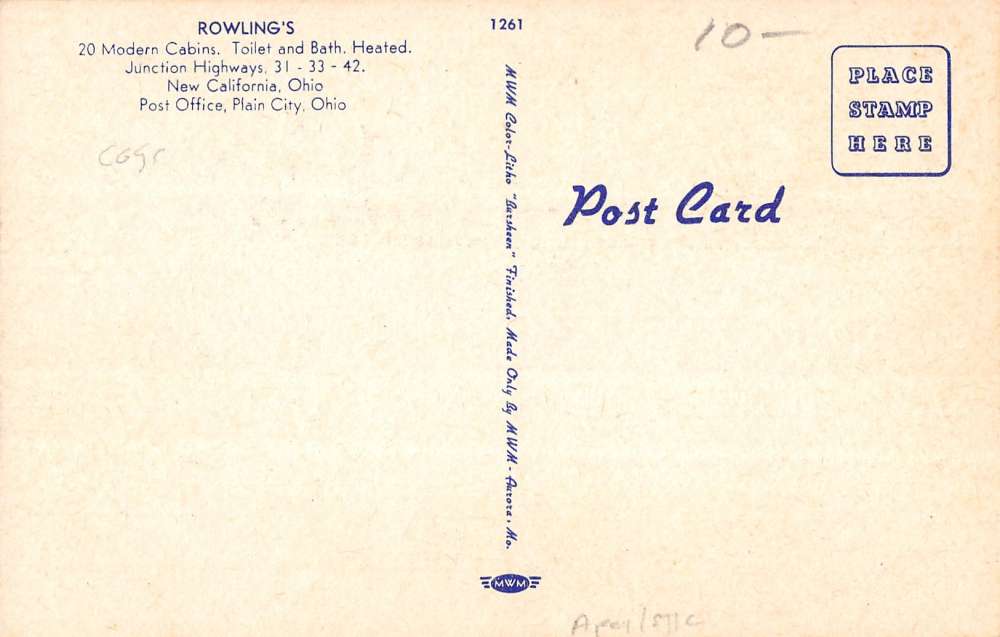 ROWLING'S
20 Modern Cabins. Toilet and Bath. Heated.
Junction Highways, 31 - 33 - 42.
New California, Ohio
Post Office, Plain City, Ohio
1261
MWM Color-Litho "Bursheen" Finished. Made Only By MWM - Aurora, Mo.
MWM
10-
PLACE
STAMP
HERE
Post Card